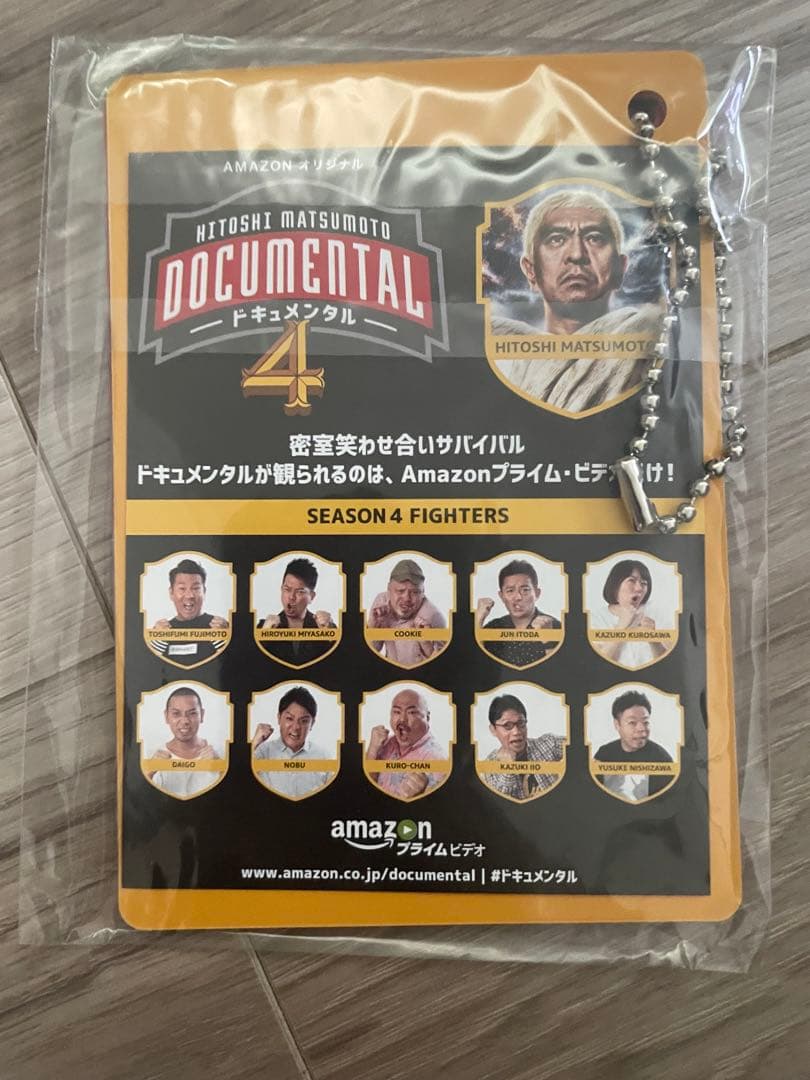 AMAZON オリジナル
HITOSHI MATSUMOTO
DOCUMENTAL
ドキュメンタル
4
HITOSHI MATSUMOTO
密室笑わせ合いサバイバル
ドキュメンタルが観られるのは、Amazonプライム・ビデオ け!
SEASON 4 FIGHTERS
TOSHIFUMI FUJIMOTO
HIROYUKI MIYASAKO
COOKIE
JUN ITODA
KAZUKO KUROSAWA
DAIGO
NOBU
KURO-CHAN
KAZUKI IIO
YUSUKE NISHIZAWA
amazon
プライムビデオ
www.amazon.co.jp/documental | #ドキュメンタル